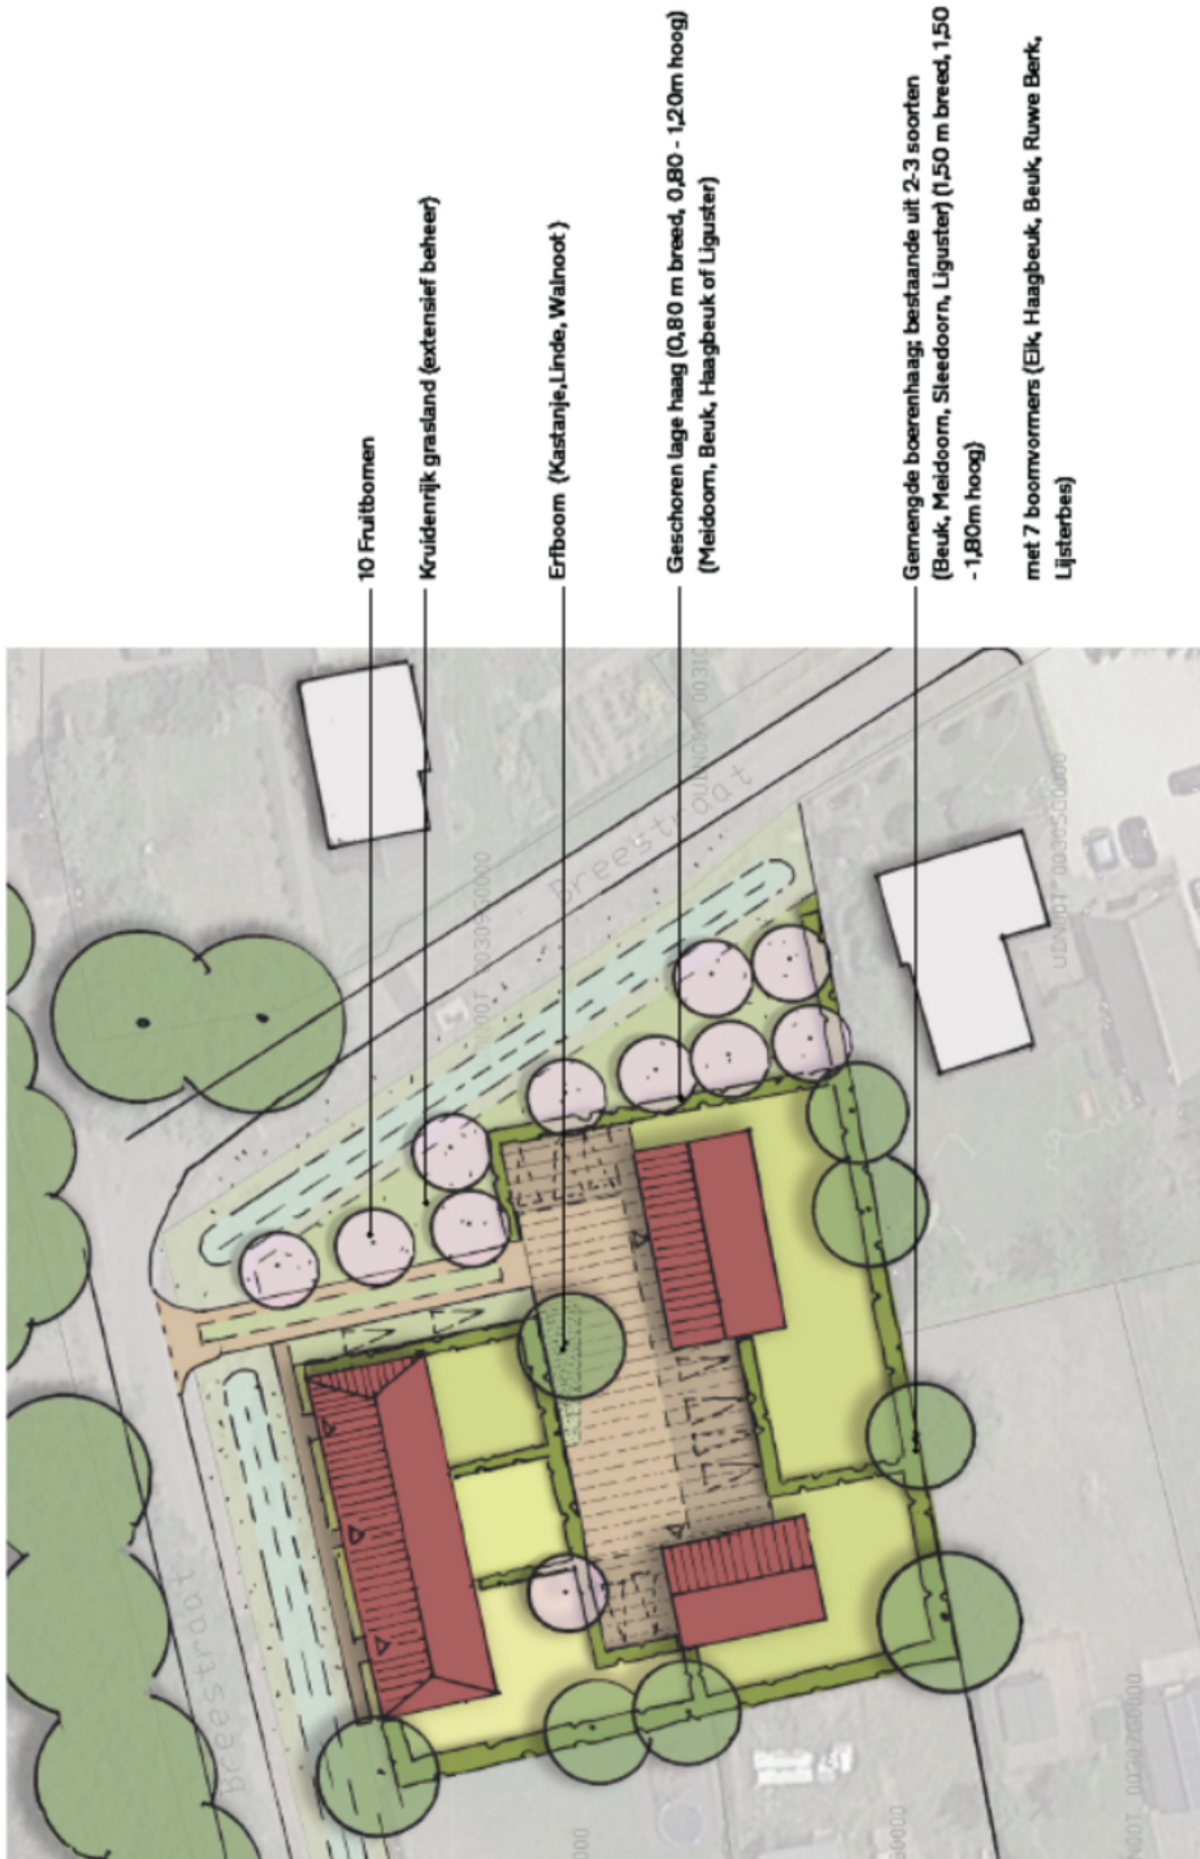 10 Fruitbomen
Kruidenrijk grasland (extensief beheer)
Erfboom (Kastanje,Linde, Walnoot )
Geschoren lage haag (0,80 m breed, 0,80 - 1,20m hoog)
(Meidoorn, Beuk, Haagbeuk of Liguster)
Gemengde boerenhaag; bestaande uit 2-3 soorten
(Beuk, Meidoorn, Sleedoorn, Liguster) (1,50 m breed, 1,50
- 1,80m hoog)
met 7 boomvormers (Eik, Haagbeuk, Beuk, Ruwe Berk,
Lijsterbes)
Breestraat
Breestraat